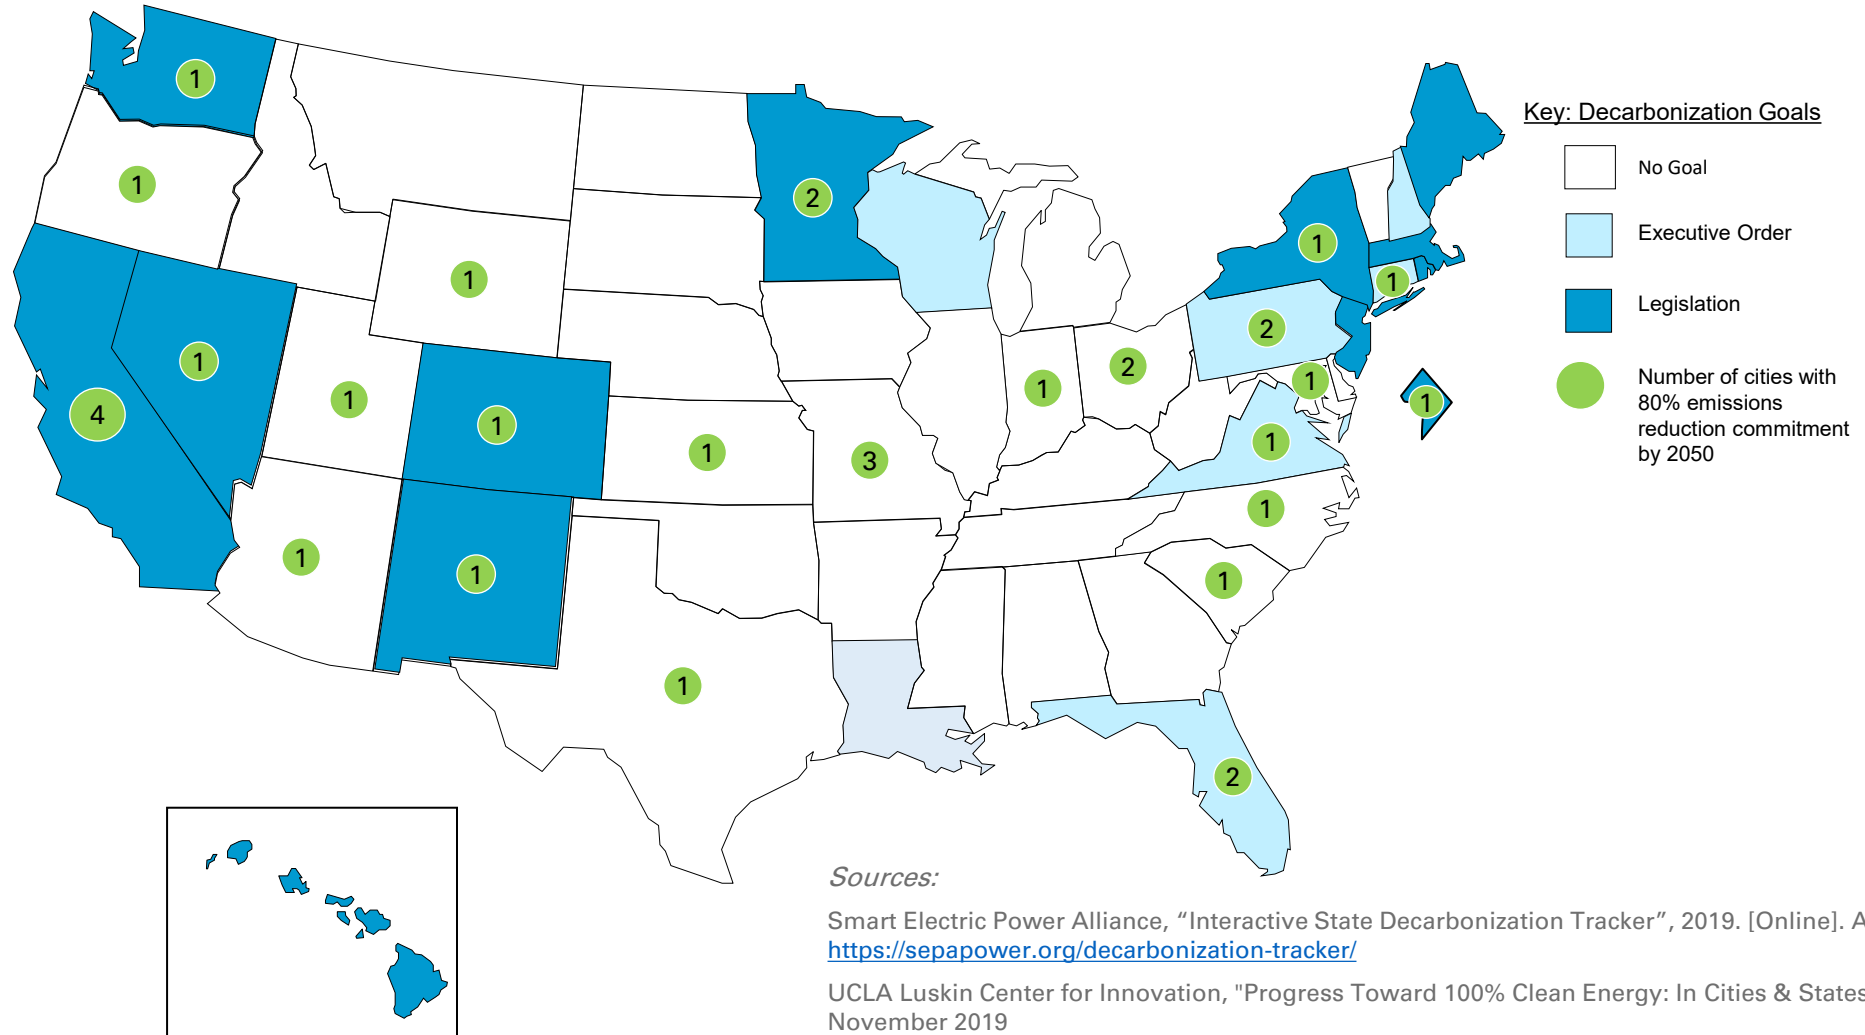 1
1
2
1
1
1
2
1
1
1
4
1
1
2
1
1
1
1
1
3
1
1
1
1
1
1
2
Key: Decarbonization Goals
No Goal
Executive Order
Legislation
Number of cities with
80% emissions
reduction commitment
by 2050
Sources:
Smart Electric Power Alliance, “Interactive State Decarbonization Tracker”, 2019. [Online]. A
https://sepapower.org/decarbonization-tracker/
UCLA Luskin Center for Innovation, "Progress Toward 100% Clean Energy: In Cities & States
November 2019